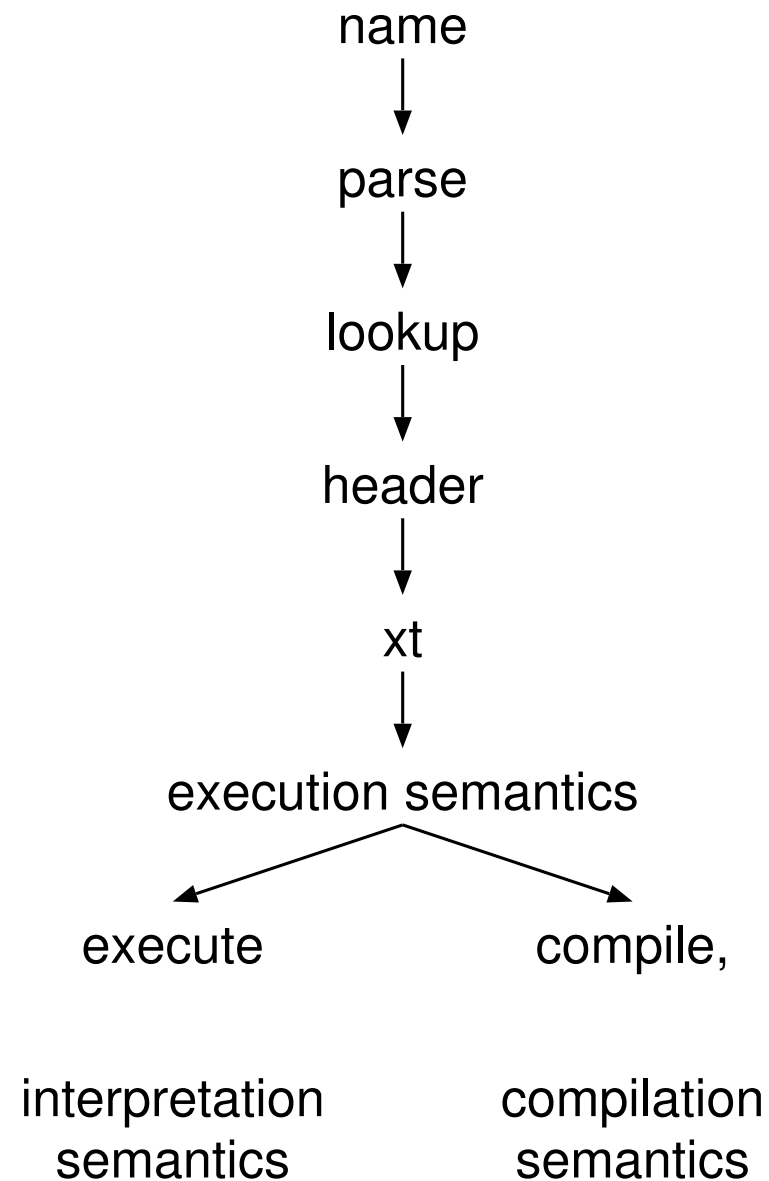 name
parse
lookup
header
xt
execution semantics
execute
compile,
interpretation
semantics
compilation
semantics